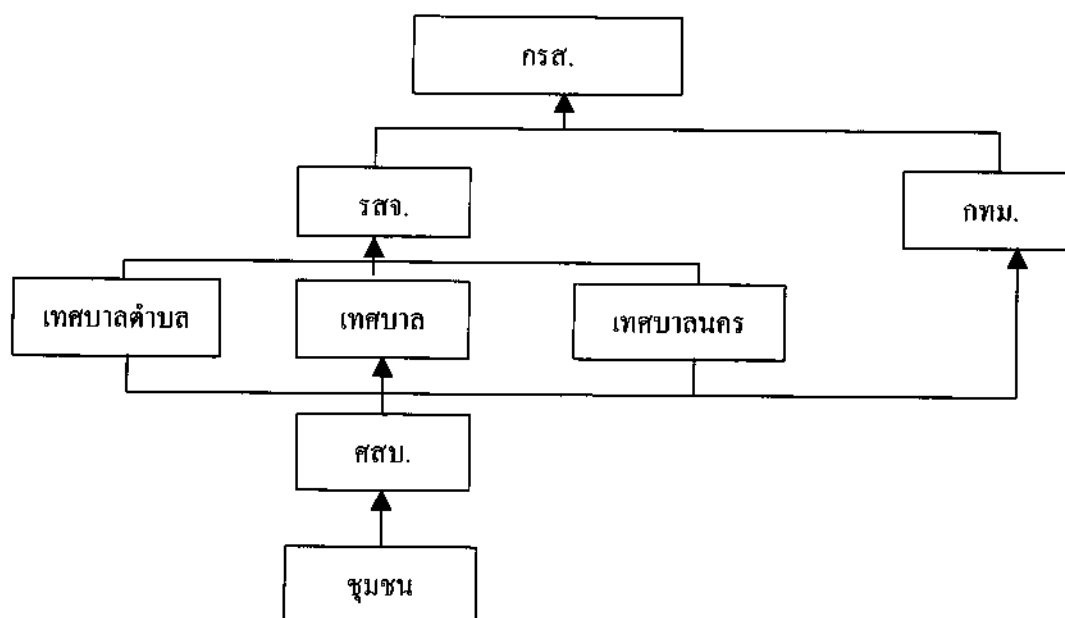 กรส.
รสจ.
กทม.
เทศบาลตำบล
เทศบาล
เทศบาลนคร
ศสบ.
ชุมชน